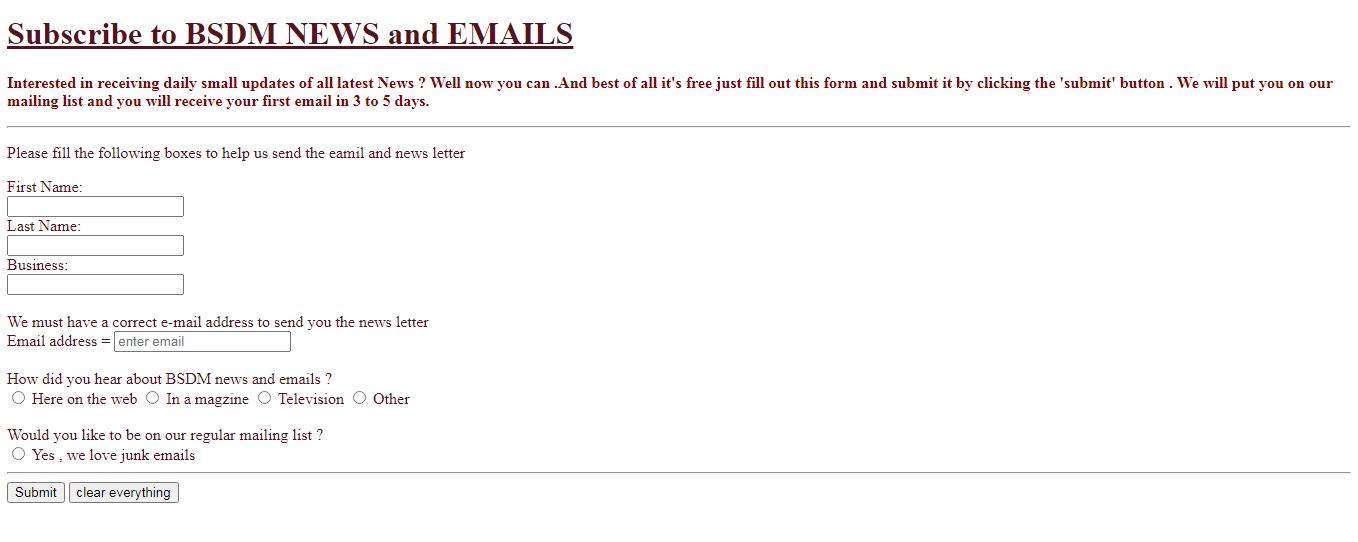 Subscribe to BSDM NEWS and EMAILS
Interested in receiving daily small updates of all latest News ? Well now you can .And best of all it's free just fill out this form and submit it by clicking the 'submit' button . We will put you on our
mailing list and you will receive your first email in 3 to 5 days.
Please fill the following boxes to help us send the eamil and news letter
First Name:
Last Name:
Business:
We must have a correct e-mail address to send you the news letter
Email address = enter email
How did you hear about BSDM news and emails ?
Here on the web In a magzine Television Other
Would you like to be on our regular mailing list ?
Yes , we love junk emails
Submit clear everything